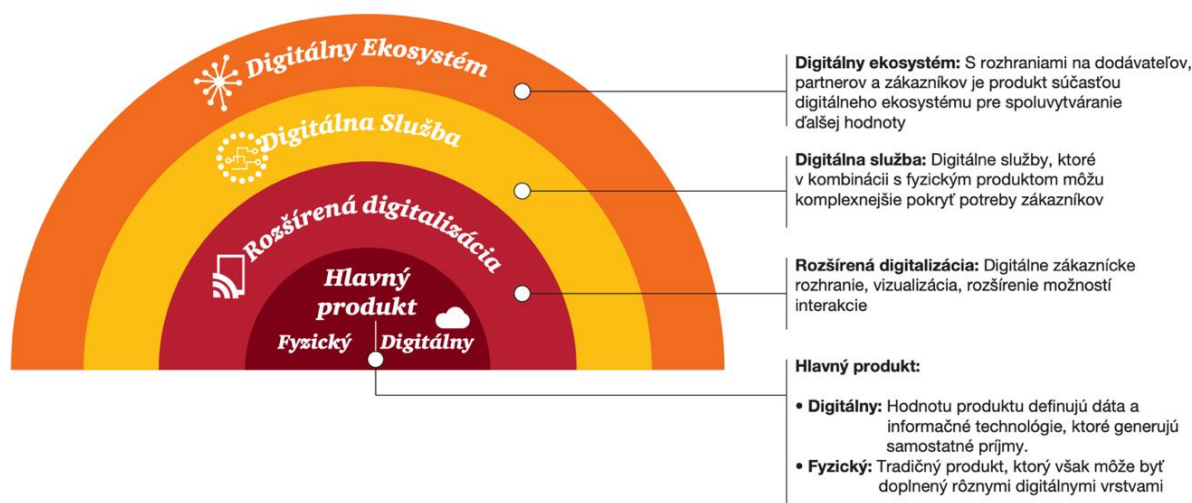 Digitálny Ekosystém
Digitálna Služba
Rozšírená digitalizácia
Hlavný
produkt
Fyzický
Digitálny
Digitálny ekosystém: S rozhraniami na dodávateľov,
partnerov a zákazníkov je produkt súčasťou
digitálneho ekosystému pre spoluvytváranie
ďalšej hodnoty
Digitálna služba: Digitálne služby, ktoré
v kombinácii s fyzickým produktom môžu
komplexnejšie pokryť potreby zákazníkov
Rozšírená digitalizácia: Digitálne zákaznícke
rozhranie, vizualizácia, rozšírenie možností
interakcie
Hlavný produkt:
• Digitálny: Hodnotu produktu definujú dáta a
informačné technológie, ktoré generujú
samostatné príjmy.
• Fyzický: Tradičný produkt, ktorý však môže byť
doplnený rôznymi digitálnymi vrstvami